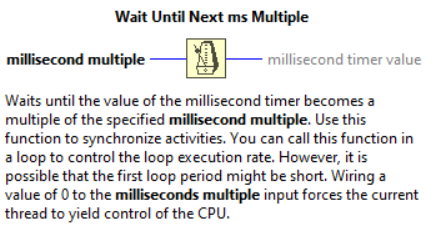 Wait Until Next ms Multiple
millisecond multiple
millisecond timer value
Waits until the value of the millisecond timer becomes a
multiple of the specified millisecond multiple. Use this
function to synchronize activities. You can call this function in
a loop to control the loop execution rate. However, it is
possible that the first loop period might be short. Wiring a
value of 0 to the milliseconds multiple input forces the current
thread to yield control of the CPU.